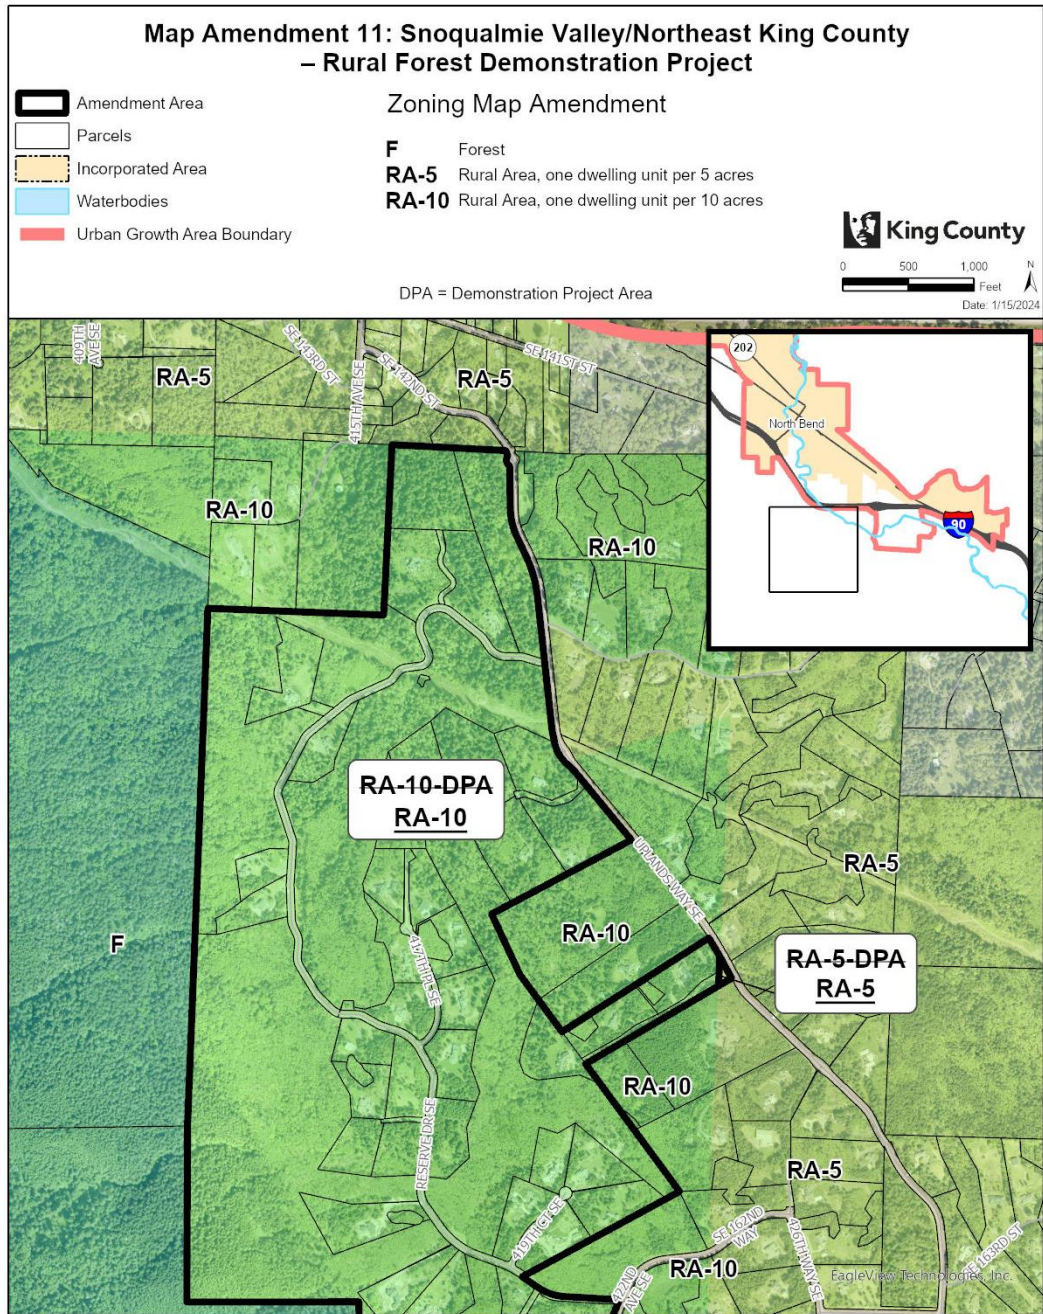 Map Amendment 11: Snoqualmie Valley/Northeast King County
– Rural Forest Demonstration Project
Amendment Area
Parcels
Incorporated Area
Waterbodies
Urban Growth Area Boundary
Zoning Map Amendment
F Forest
RA-5 Rural Area, one dwelling unit per 5 acres
RA-10 Rural Area, one dwelling unit per 10 acres
DPA = Demonstration Project Area
King County
0 500 1,000
Feet
N
Date: 1/15/2024
409TH
AVE SE
RA-5
SE 143RD ST
415TH AVE SE
SE 142ND ST
RA-5
SE 141ST ST
202
North Bend
90
RA-10
RA-10
RA-10-DPA
RA-10
UPLANDS WAY SE
RA-5
F
417TH PL SE
RA-10
RA-5-DPA
RA-5
RA-10
RESERVE DR SE
419TH CT SE
RA-5
SE 162ND
WAY
422ND
AVE SE
RA-10
426TH WAY SE
SE 163RD ST
EagleView Technologies, Inc.